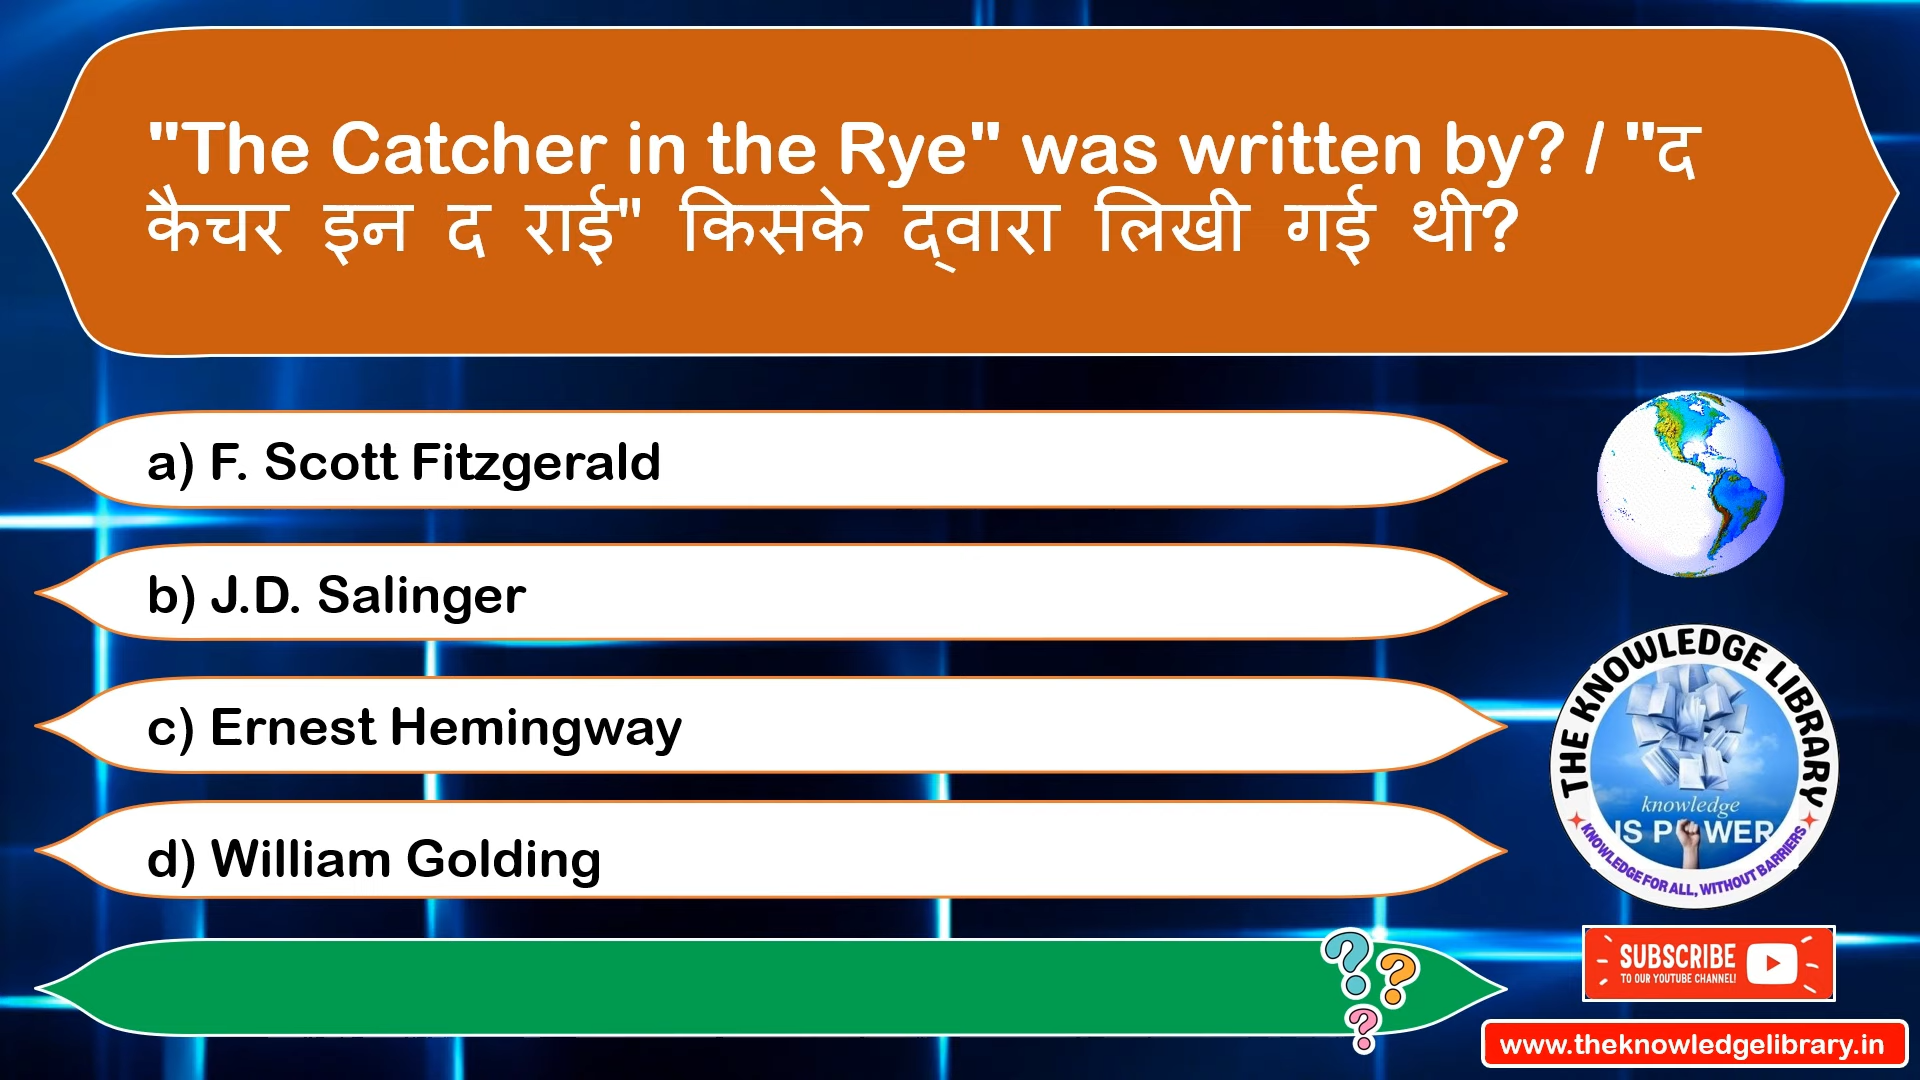 "The Catcher in the Rye" was written by? / "द
कैचर इन द राई" किसके द्वारा लिखी गई थी?
a) F. Scott Fitzgerald
b) J.D. Salinger
c) Ernest Hemingway
d) William Golding
THE KNOWLEDGE LIBRARY
knowledge
IS POWER
KNOWLEDGE FOR ALL, WITHOUT BARRIERS
SUBSCRIBE
TO OUR YOUTUBE CHANNEL!
www.theknowledgelibrary.in